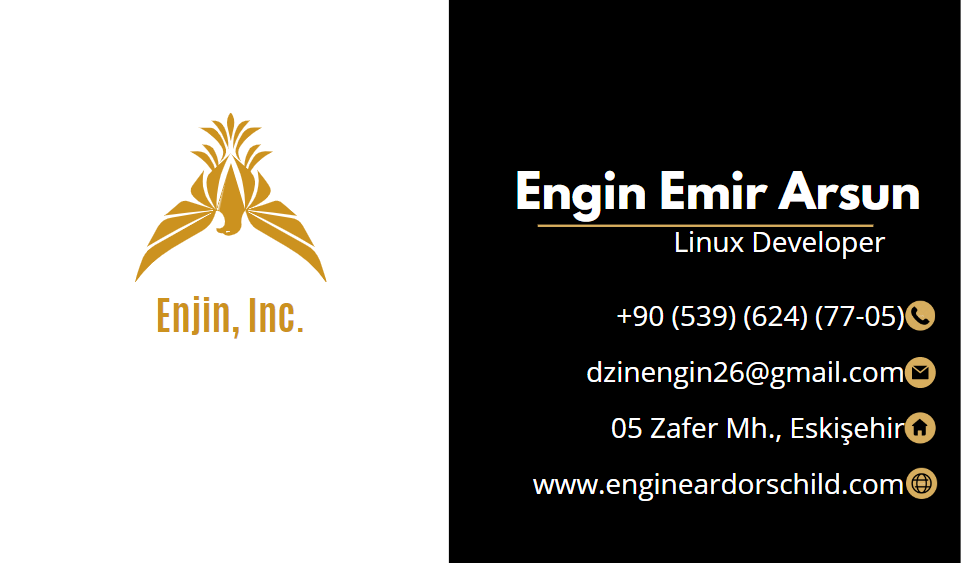 Enjin, Inc.
Engin Emir Arsun
Linux Developer
+90 (539) (624) (77-05)
dzinengin26@gmail.com
05 Zafer Mh., Eskişehir
www.engineardorschild.com